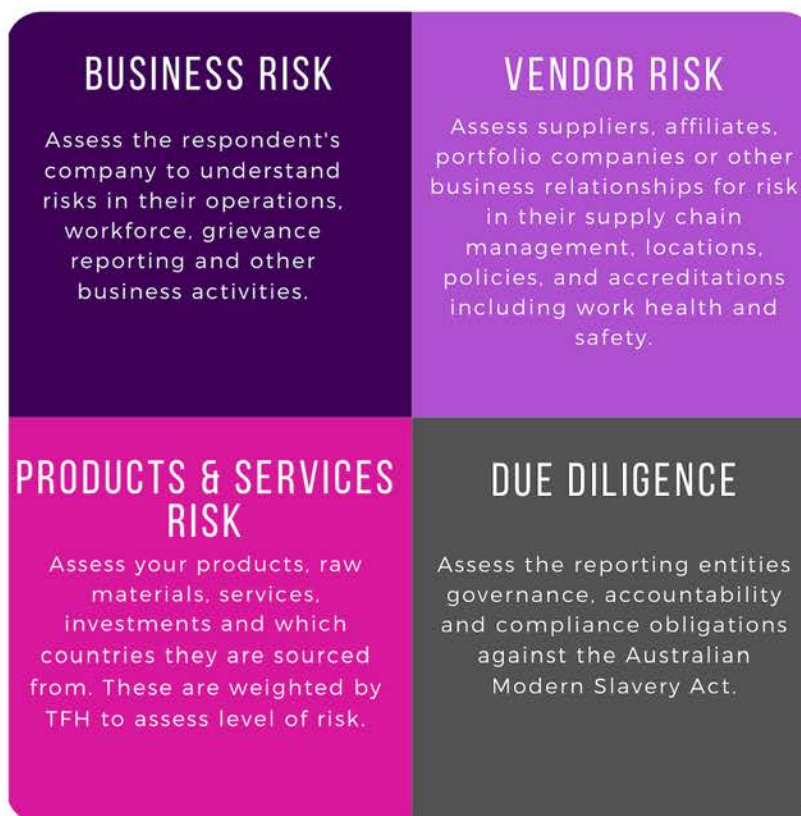 BUSINESS RISK
Assess the respondent's
company to understand
risks in their operations,
workforce, grievance
reporting and other
business activities.
VENDOR RISK
Assess suppliers, affiliates,
portfolio companies or other
business relationships for risk
in their supply chain
management, locations,
policies, and accreditations
including work health and
safety.
PRODUCTS & SERVICES
RISK
Assess your products, raw
materials, services,
investments and which
countries they are sourced
from. These are weighted by
TFH to assess level of risk.
DUE DILIGENCE
Assess the reporting entities
governance, accountability
and compliance obligations
against the Australian
Modern Slavery Act.